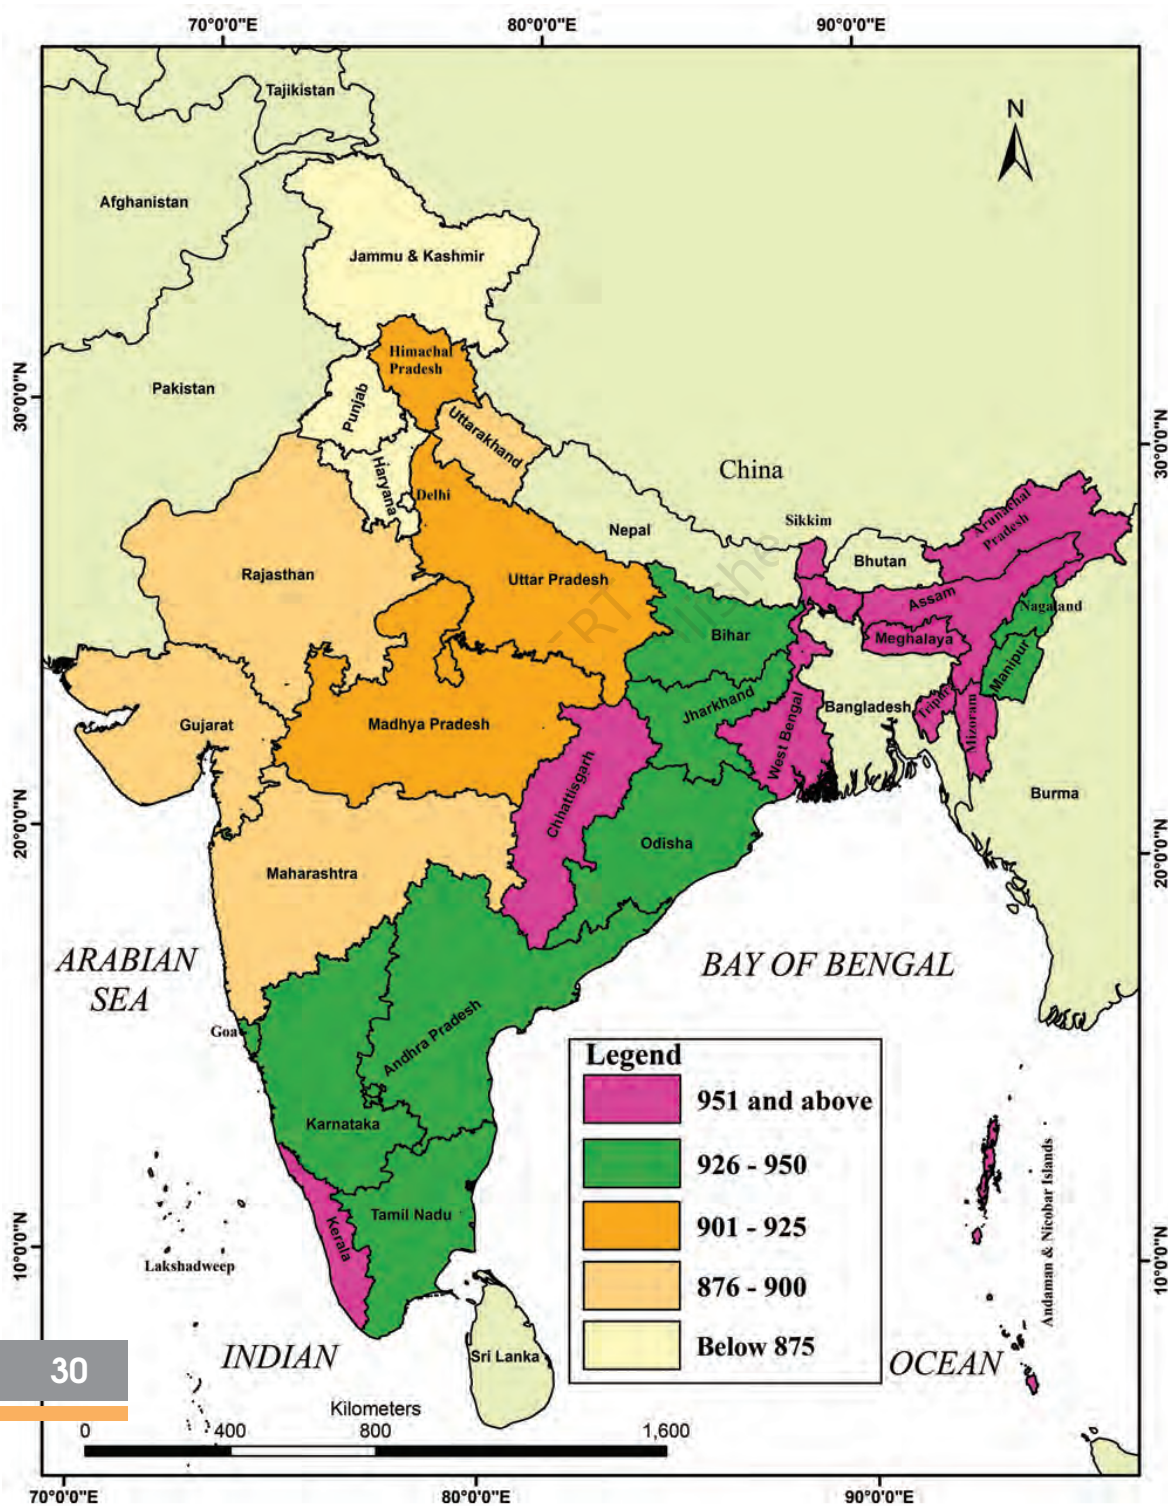 70°0'0"E 80°0'0"E 90°0'0"E
N
Tajikistan
Afghanistan
Jammu & Kashmir
Himachal
Pradesh
Pakistan
Punjab
30°0'0"N
30°0'0"N
Uttarakhand
Haryana
China
Delhi
Sikkim
Arunachal
Pradesh
Nepal
Bhutan
Rajasthan
Uttar Pradesh
Assam
Nagaland
Bihar
Meghalaya
Manipur
Jharkhand
Gujarat
Madhya Pradesh
West Bengal
Bangladesh
Tripura
Mizoram
Chhattisgarh
Burma
20°0'0"N
20°0'0"N
Odisha
Maharashtra
ARABIAN
SEA
BAY OF BENGAL
Goa
Andhra Pradesh
Karnataka
Legend
951 and above
926 - 950
901 - 925
876 - 900
Below 875
Tamil Nadu
Kerala
Lakshadweep
Andaman & Nicobar Islands
10°0'0"N
10°0'0"N
INDIAN
Sri Lanka
OCEAN
30
Kilometers
0 400 800 1,600
70°0'0"E 80°0'0"E 90°0'0"E